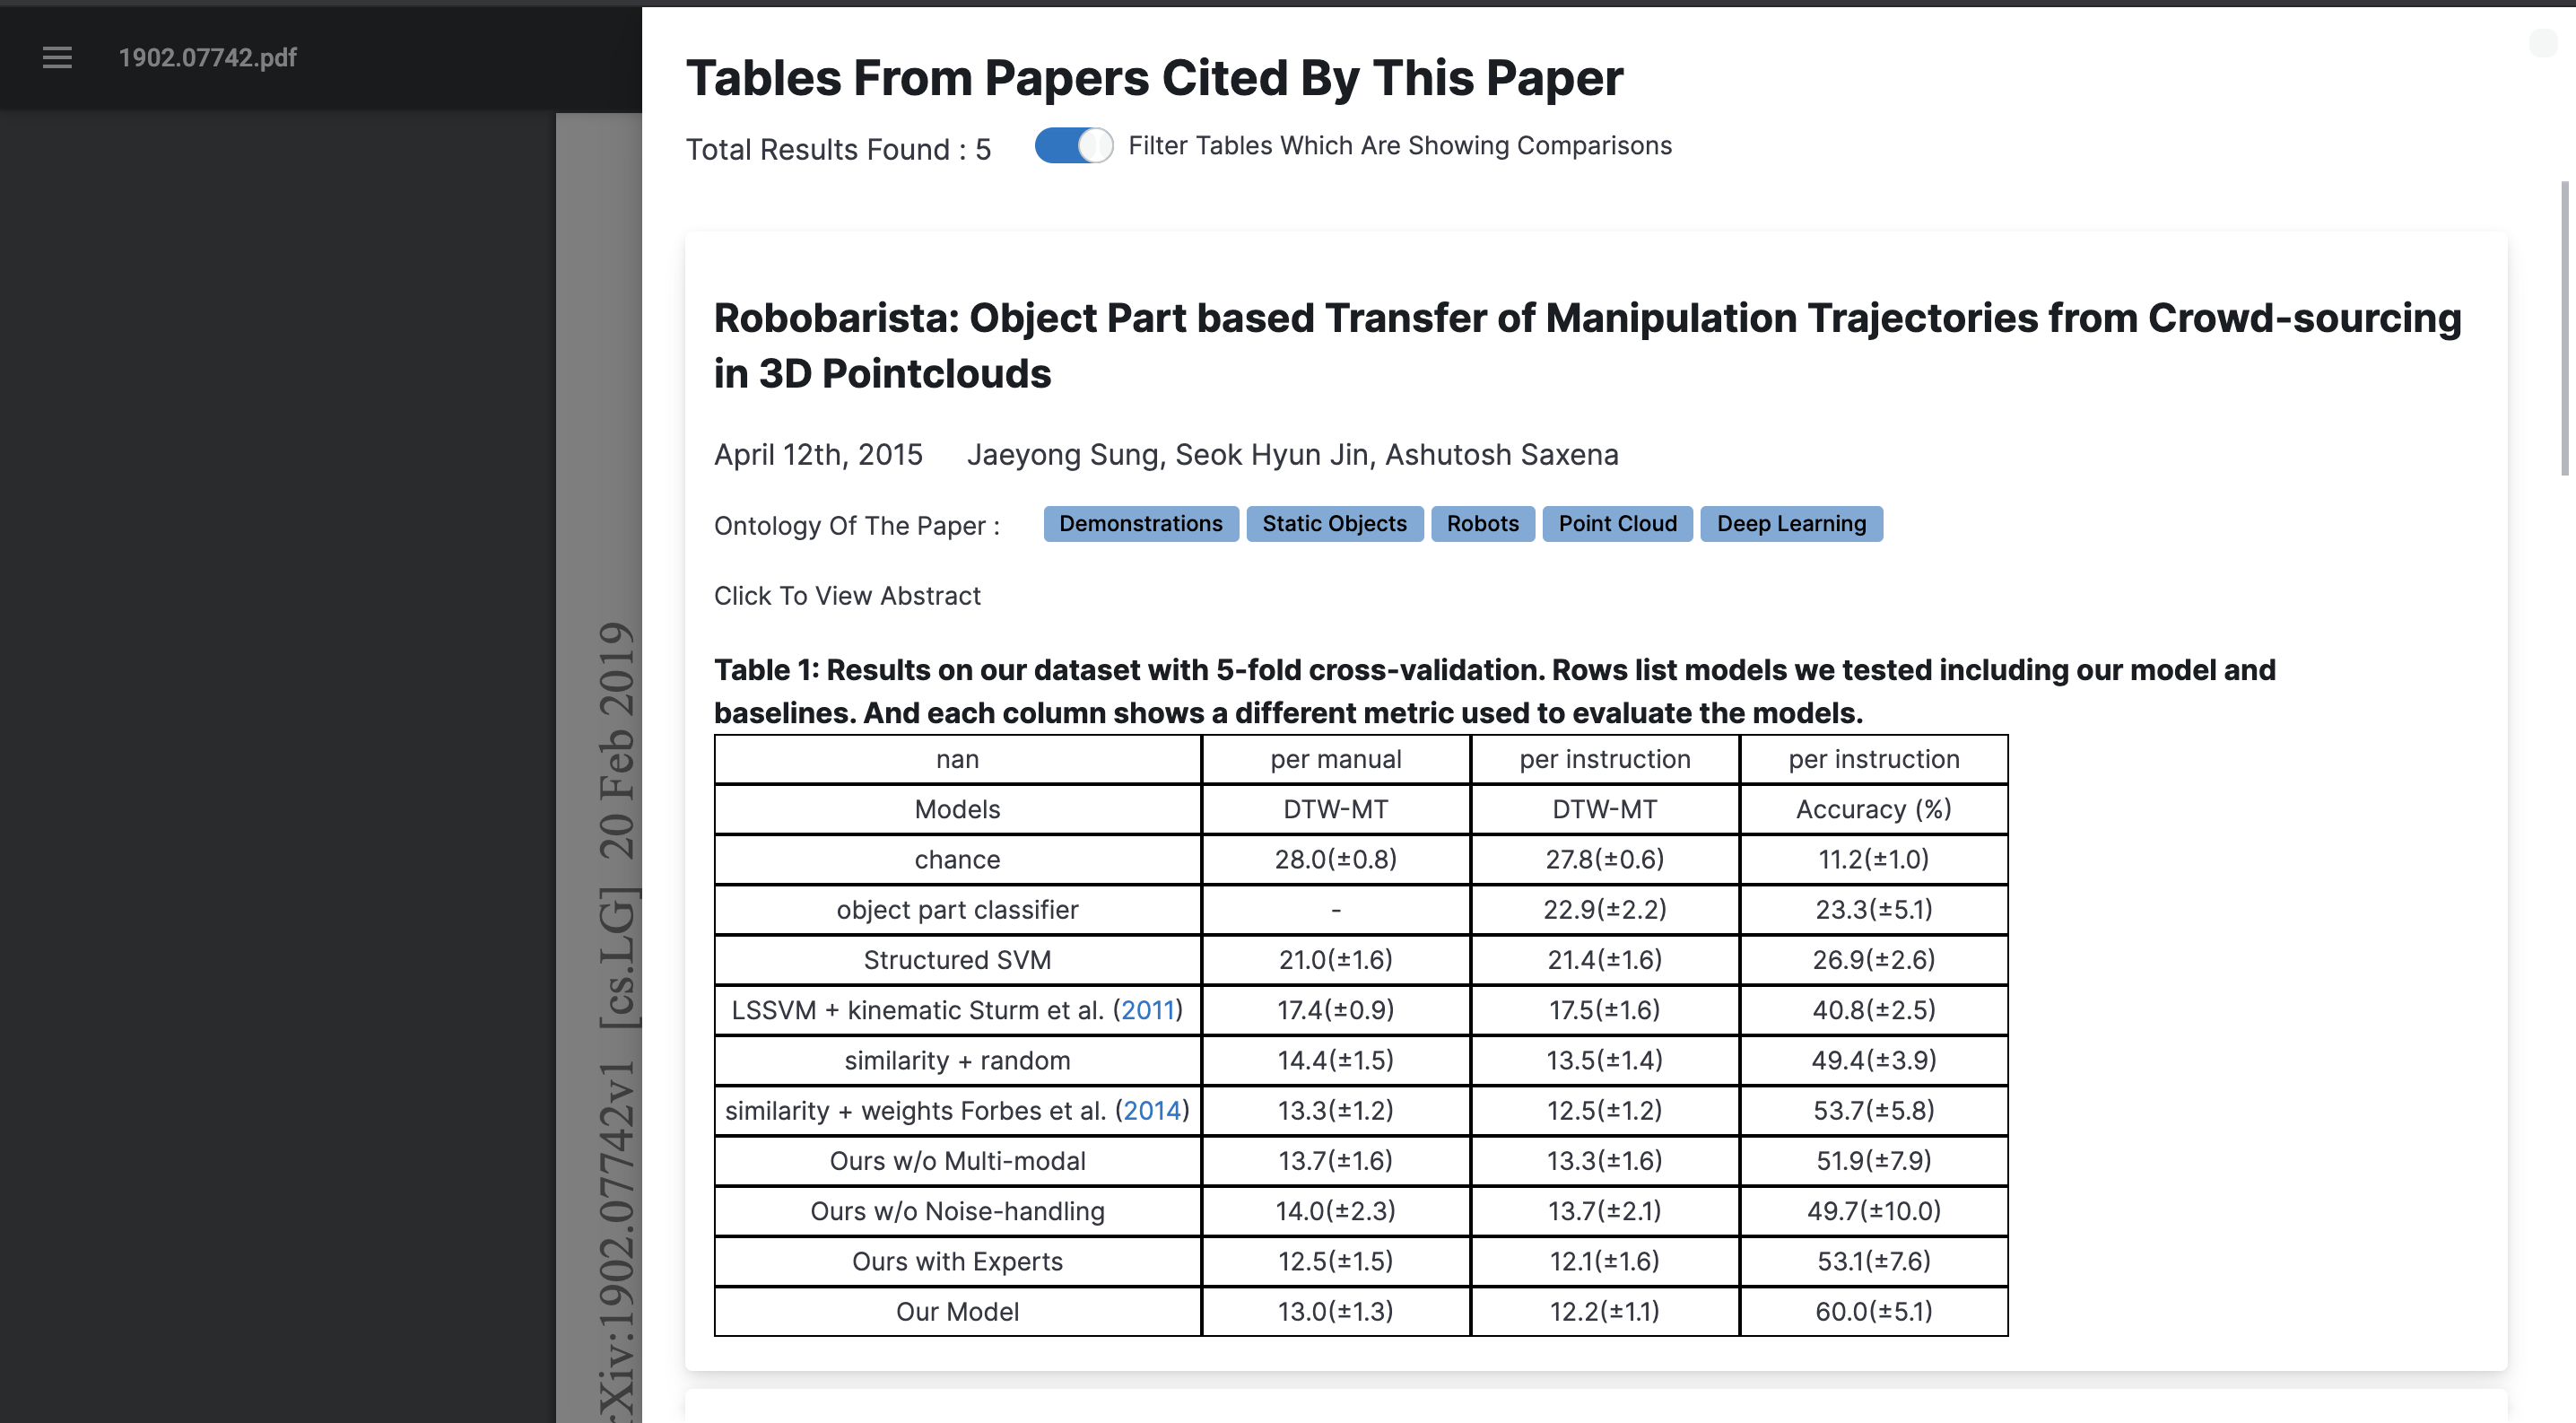 1902.07742.pdf
Tables From Papers Cited By This Paper
Total Results Found : 5
Filter Tables Which Are Showing Comparisons
Robobarista: Object Part based Transfer of Manipulation Trajectories from Crowd-sourcing
in 3D Pointclouds
April 12th, 2015 Jaeyong Sung, Seok Hyun Jin, Ashutosh Saxena
Ontology Of The Paper : Demonstrations Static Objects Robots Point Cloud Deep Learning
Click To View Abstract
Table 1: Results on our dataset with 5-fold cross-validation. Rows list models we tested including our model and
baselines. And each column shows a different metric used to evaluate the models.
nan per manual per instruction per instruction
Models DTW-MT DTW-MT Accuracy (%)
chance 28.0(±0.8) 27.8(±0.6) 11.2(±1.0)
object part classifier - 22.9(±2.2) 23.3(±5.1)
Structured SVM 21.0(±1.6) 21.4(±1.6) 26.9(±2.6)
LSSVM + kinematic Sturm et al. (2011) 17.4(±0.9) 17.5(±1.6) 40.8(±2.5)
similarity + random 14.4(±1.5) 13.5(±1.4) 49.4(±3.9)
similarity + weights Forbes et al. (2014) 13.3(±1.2) 12.5(±1.2) 53.7(±5.8)
Ours w/o Multi-modal 13.7(±1.6) 13.3(±1.6) 51.9(±7.9)
Ours w/o Noise-handling 14.0(±2.3) 13.7(±2.1) 49.7(±10.0)
Ours with Experts 12.5(±1.5) 12.1(±1.6) 53.1(±7.6)
Our Model 13.0(±1.3) 12.2(±1.1) 60.0(±5.1)
rXiv:1902.07742v1 [cs.LG] 20 Feb 2019